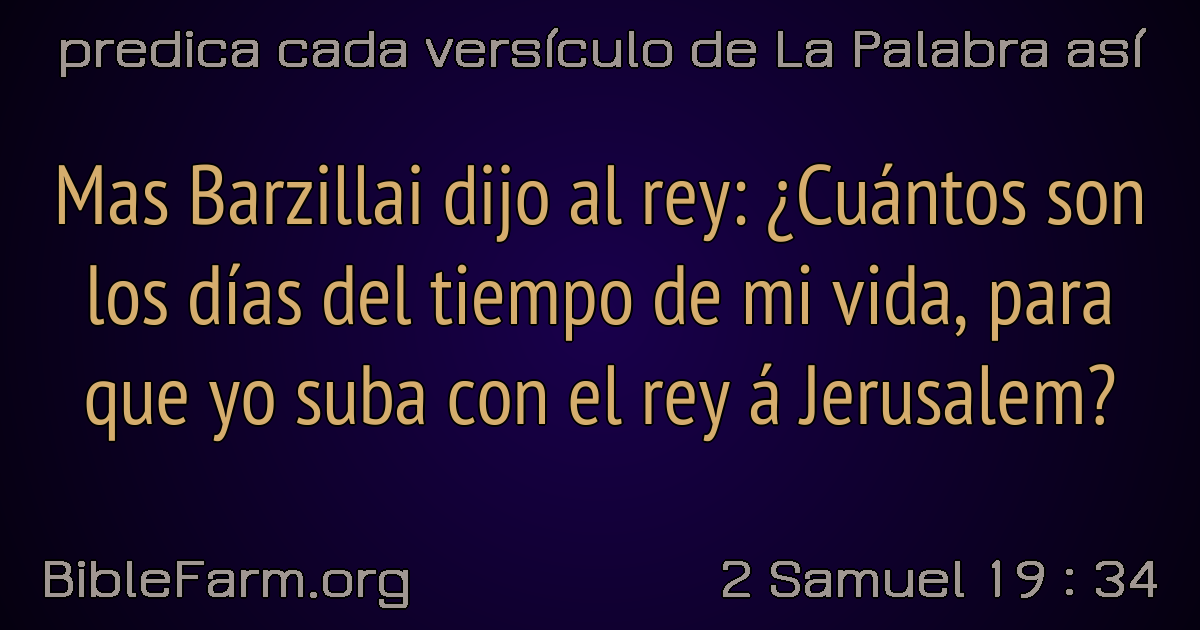 predica cada versículo de La Palabra así
Mas Barzillai dijo al rey: ¿Cuántos son
los días del tiempo de mi vida, para
que yo suba con el rey á Jerusalem?
BibleFarm.org
2 Samuel 19 : 34